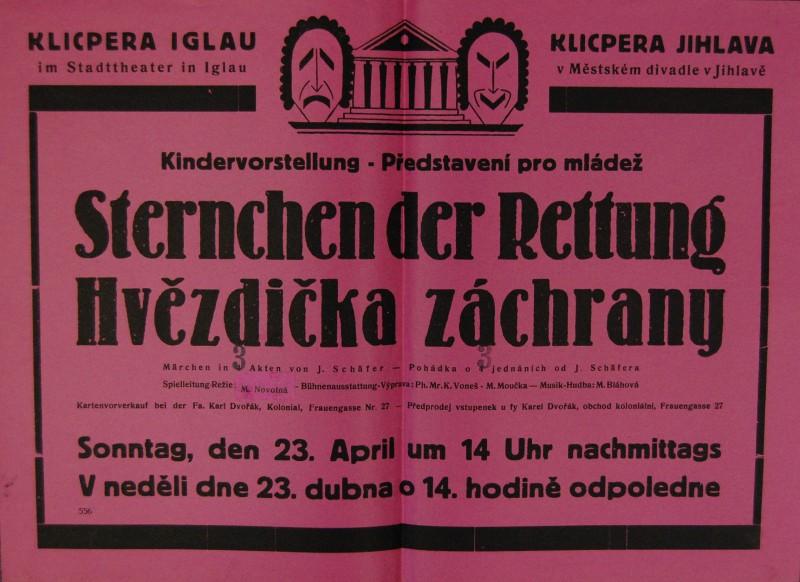 KLICPERA IGLAU
im Stadttheater in Iglau
KLICPERA JIHLAVA
v Městském divadle v Jihlavě
Kindervorstellung - Představení pro mládež
Sternchen der Rettung
Hvězdička záchrany
Märchen in 3 Akten von J. Schäfer — Pohádka o 3 jednáních od J. Schäfera
Spielleitung-Režie: M. Novotná - Bühnenausstattung-Výprava: Ph. Mr. K. Voneš - M. Moučka — Musik-Hudba: M. Bláhová
Kartenvorverkauf bei der Fa. Karl Dvořák, Kolonial, Frauengasse Nr. 27 — Předprodej vstupenek u fy Karel Dvořák, obchod koloniální, Frauengasse 27
Sonntag, den 23. April um 14 Uhr nachmittags
V neděli dne 23. dubna o 14. hodině odpoledne
556